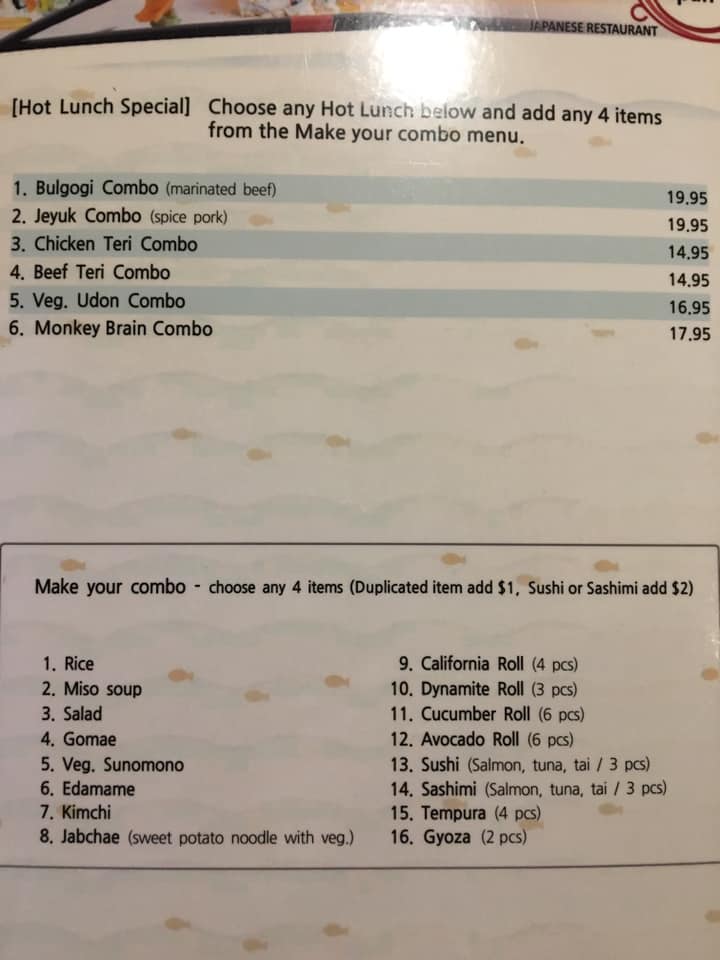 JAPANESE RESTAURANT
[Hot Lunch Special] Choose any Hot Lunch below and add any 4 items
from the Make your combo menu.
1. Bulgogi Combo (marinated beef) 19.95
2. Jeyuk Combo (spice pork) 19.95
3. Chicken Teri Combo 14.95
4. Beef Teri Combo 14.95
5. Veg. Udon Combo 16.95
6. Monkey Brain Combo 17.95
Make your combo - choose any 4 items (Duplicated item add $1, Sushi or Sashimi add $2)
1. Rice
2. Miso soup
3. Salad
4. Gomae
5. Veg. Sunomono
6. Edamame
7. Kimchi
8. Jabchae (sweet potato noodle with veg.)
9. California Roll (4 pcs)
10. Dynamite Roll (3 pcs)
11. Cucumber Roll (6 pcs)
12. Avocado Roll (6 pcs)
13. Sushi (Salmon, tuna, tai / 3 pcs)
14. Sashimi (Salmon, tuna, tai / 3 pcs)
15. Tempura (4 pcs)
16. Gyoza (2 pcs)